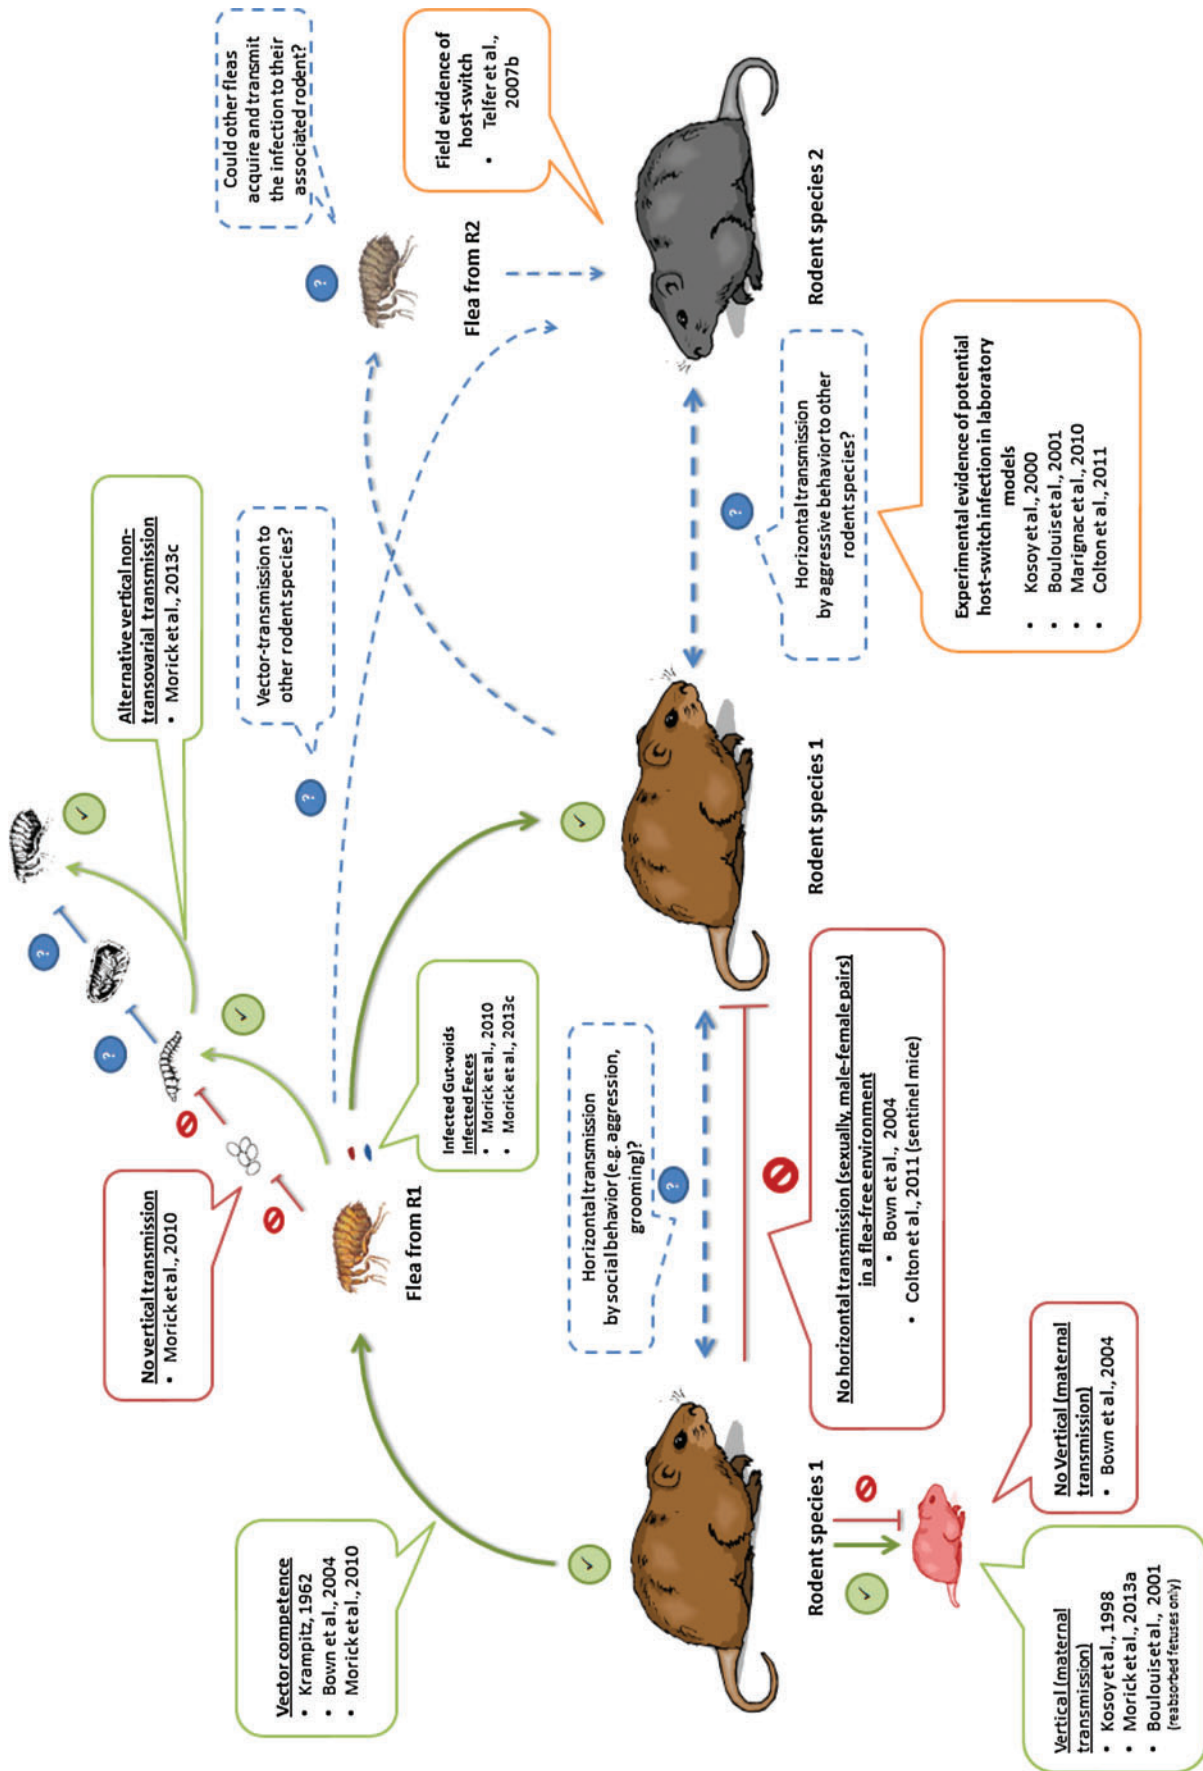 Vector competence
• Krampitz, 1962
• Bown et al., 2004
• Morick et al., 2010
No vertical transmission
• Morick et al., 2010
Alternative vertical non-
transovarial transmission
• Morick et al., 2013c
?
?
✓
✓
Flea from R1
Infected Gut-voids
Infected Feces
• Morick et al., 2010
• Morick et al., 2013c
Vector-transmission to
other rodent species?
?
Could other fleas
acquire and transmit
the infection to their
associated rodent?
?
Flea from R2
Field evidence of
host-switch
• Telfer et al.,
2007b
✓
Rodent species 1
Horizontal transmission
by social behavior (e.g. aggression,
grooming)?
?
✓
Rodent species 1
Horizontal transmission
by aggressive behavior to other
rodent species?
?
Rodent species 2
✓
Vertical (maternal
transmission)
• Kosoy et al., 1998
• Morick et al., 2013a
• Boulouis et al., 2001
(reabsorbed fetuses only)
No Vertical (maternal
transmission)
• Bown et al., 2004
No horizontal transmission (sexually, male-female pairs)
in a flea-free environment
• Bown et al., 2004
• Colton et al., 2011 (sentinel mice)
Experimental evidence of potential
host-switch infection in laboratory
models
• Kosoy et al., 2000
• Boulouis et al., 2001
• Marignac et al., 2010
• Colton et al., 2011